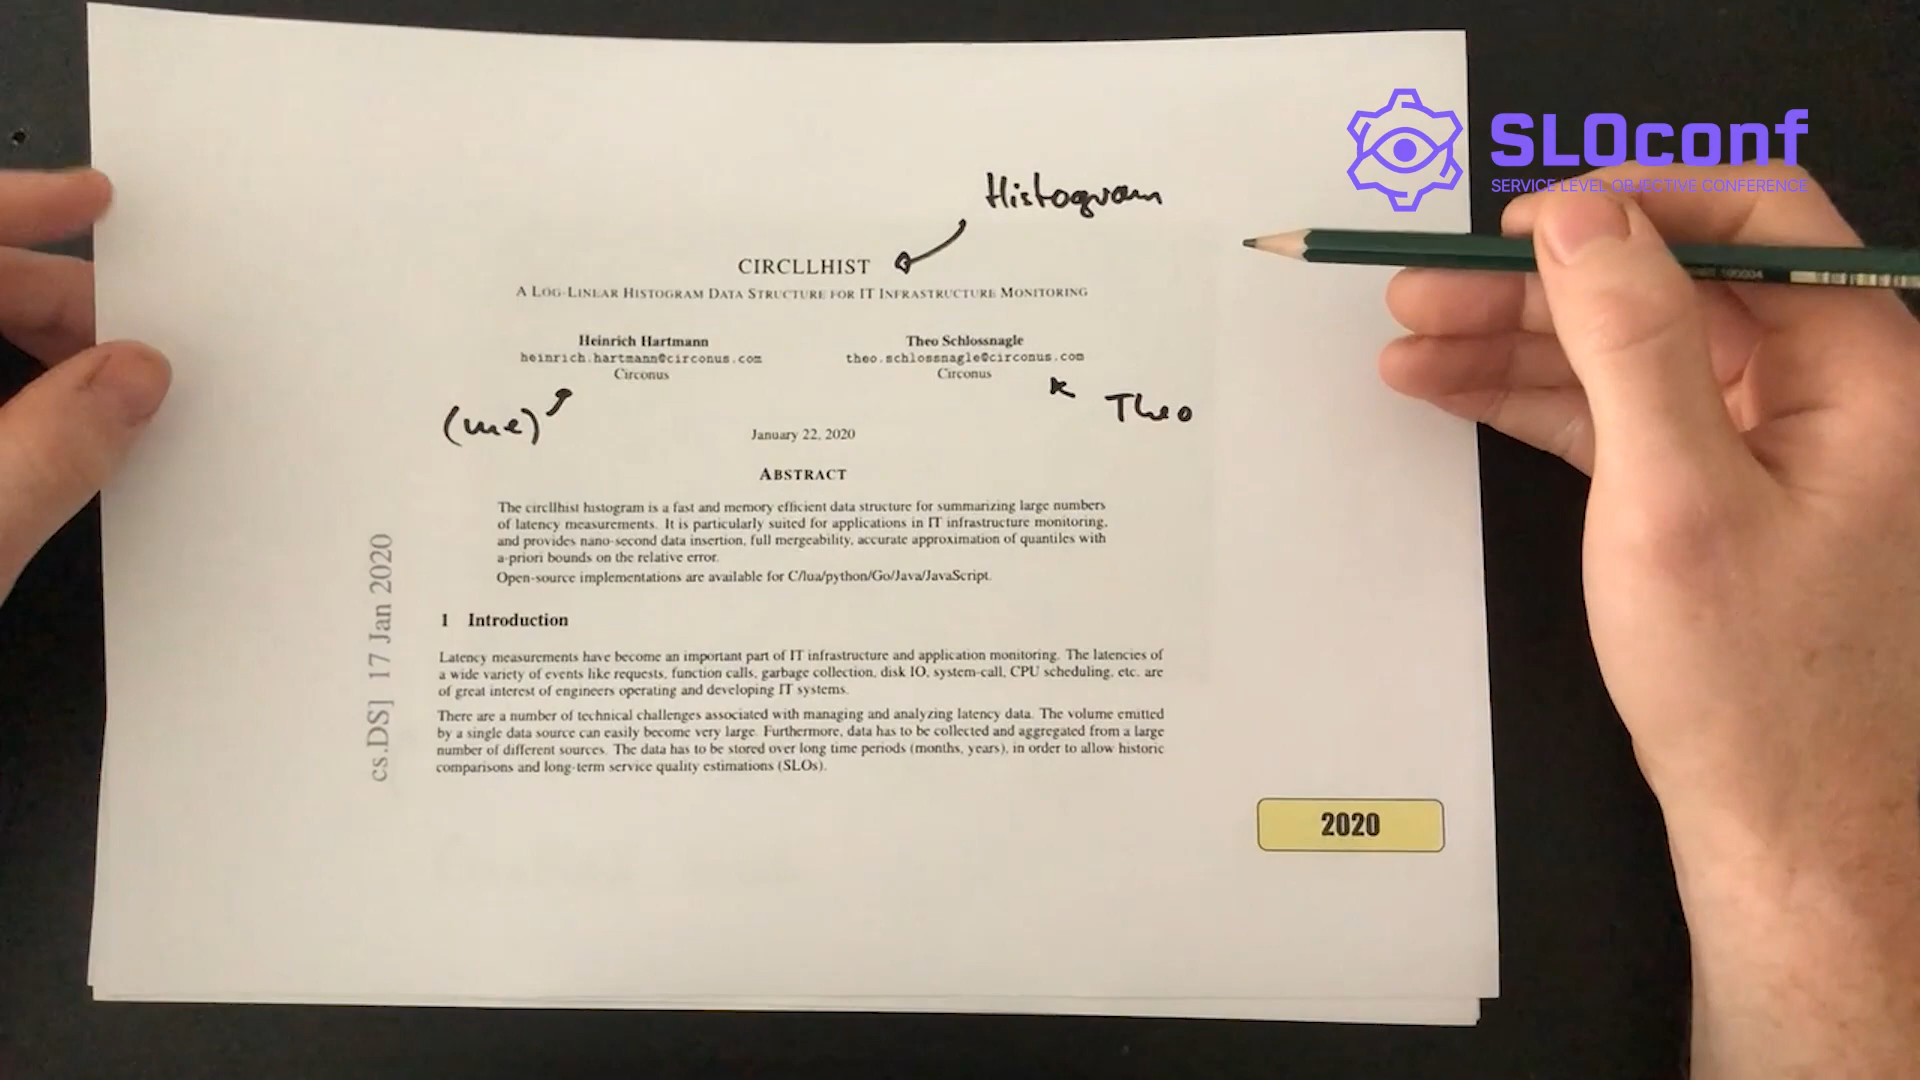 SLOconf
SERVICE LEVEL OBJECTIVE CONFERENCE
Histogram
CIRCLLHIST
A LOG-LINEAR HISTOGRAM DATA STRUCTURE FOR IT INFRASTRUCTURE MONITORING
Heinrich Hartmann
heinrich.hartmann@circonus.com
Circonus
Theo Schlossnagle
theo.schlossnagle@circonus.com
Circonus
(me)
Theo
January 22, 2020
ABSTRACT
The circllhist histogram is a fast and memory efficient data structure for summarizing large numbers
of latency measurements. It is particularly suited for applications in IT infrastructure monitoring,
and provides nano-second data insertion, full mergeability, accurate approximation of quantiles with
a-priori bounds on the relative error.
Open-source implementations are available for C/lua/python/Go/Java/JavaScript.
cs.DS] 17 Jan 2020
1 Introduction
Latency measurements have become an important part of IT infrastructure and application monitoring. The latencies of
a wide variety of events like requests, function calls, garbage collection, disk IO, system-call, CPU scheduling, etc. are
of great interest of engineers operating and developing IT systems.
There are a number of technical challenges associated with managing and analyzing latency data. The volume emitted
by a single data source can easily become very large. Furthermore, data has to be collected and aggregated from a large
number of different sources. The data has to be stored over long time periods (months, years), in order to allow historic
comparisons and long-term service quality estimations (SLOs).
2020